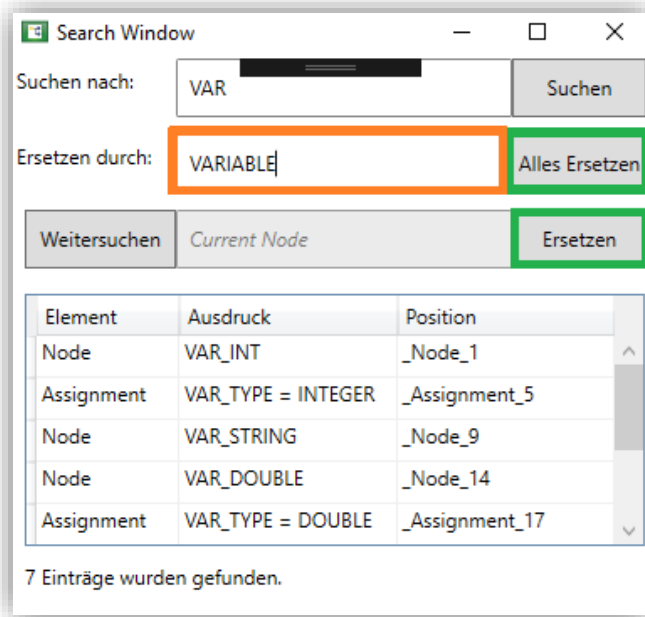 Search Window
Suchen nach: VAR Suchen
Ersetzen durch: VARIABLE Alles Ersetzen
Weitersuchen Current Node Ersetzen
Element Ausdruck Position
Node VAR_INT _Node_1
Assignment VAR_TYPE = INTEGER _Assignment_5
Node VAR_STRING _Node_9
Node VAR_DOUBLE _Node_14
Assignment VAR_TYPE = DOUBLE _Assignment_17
7 Einträge wurden gefunden.